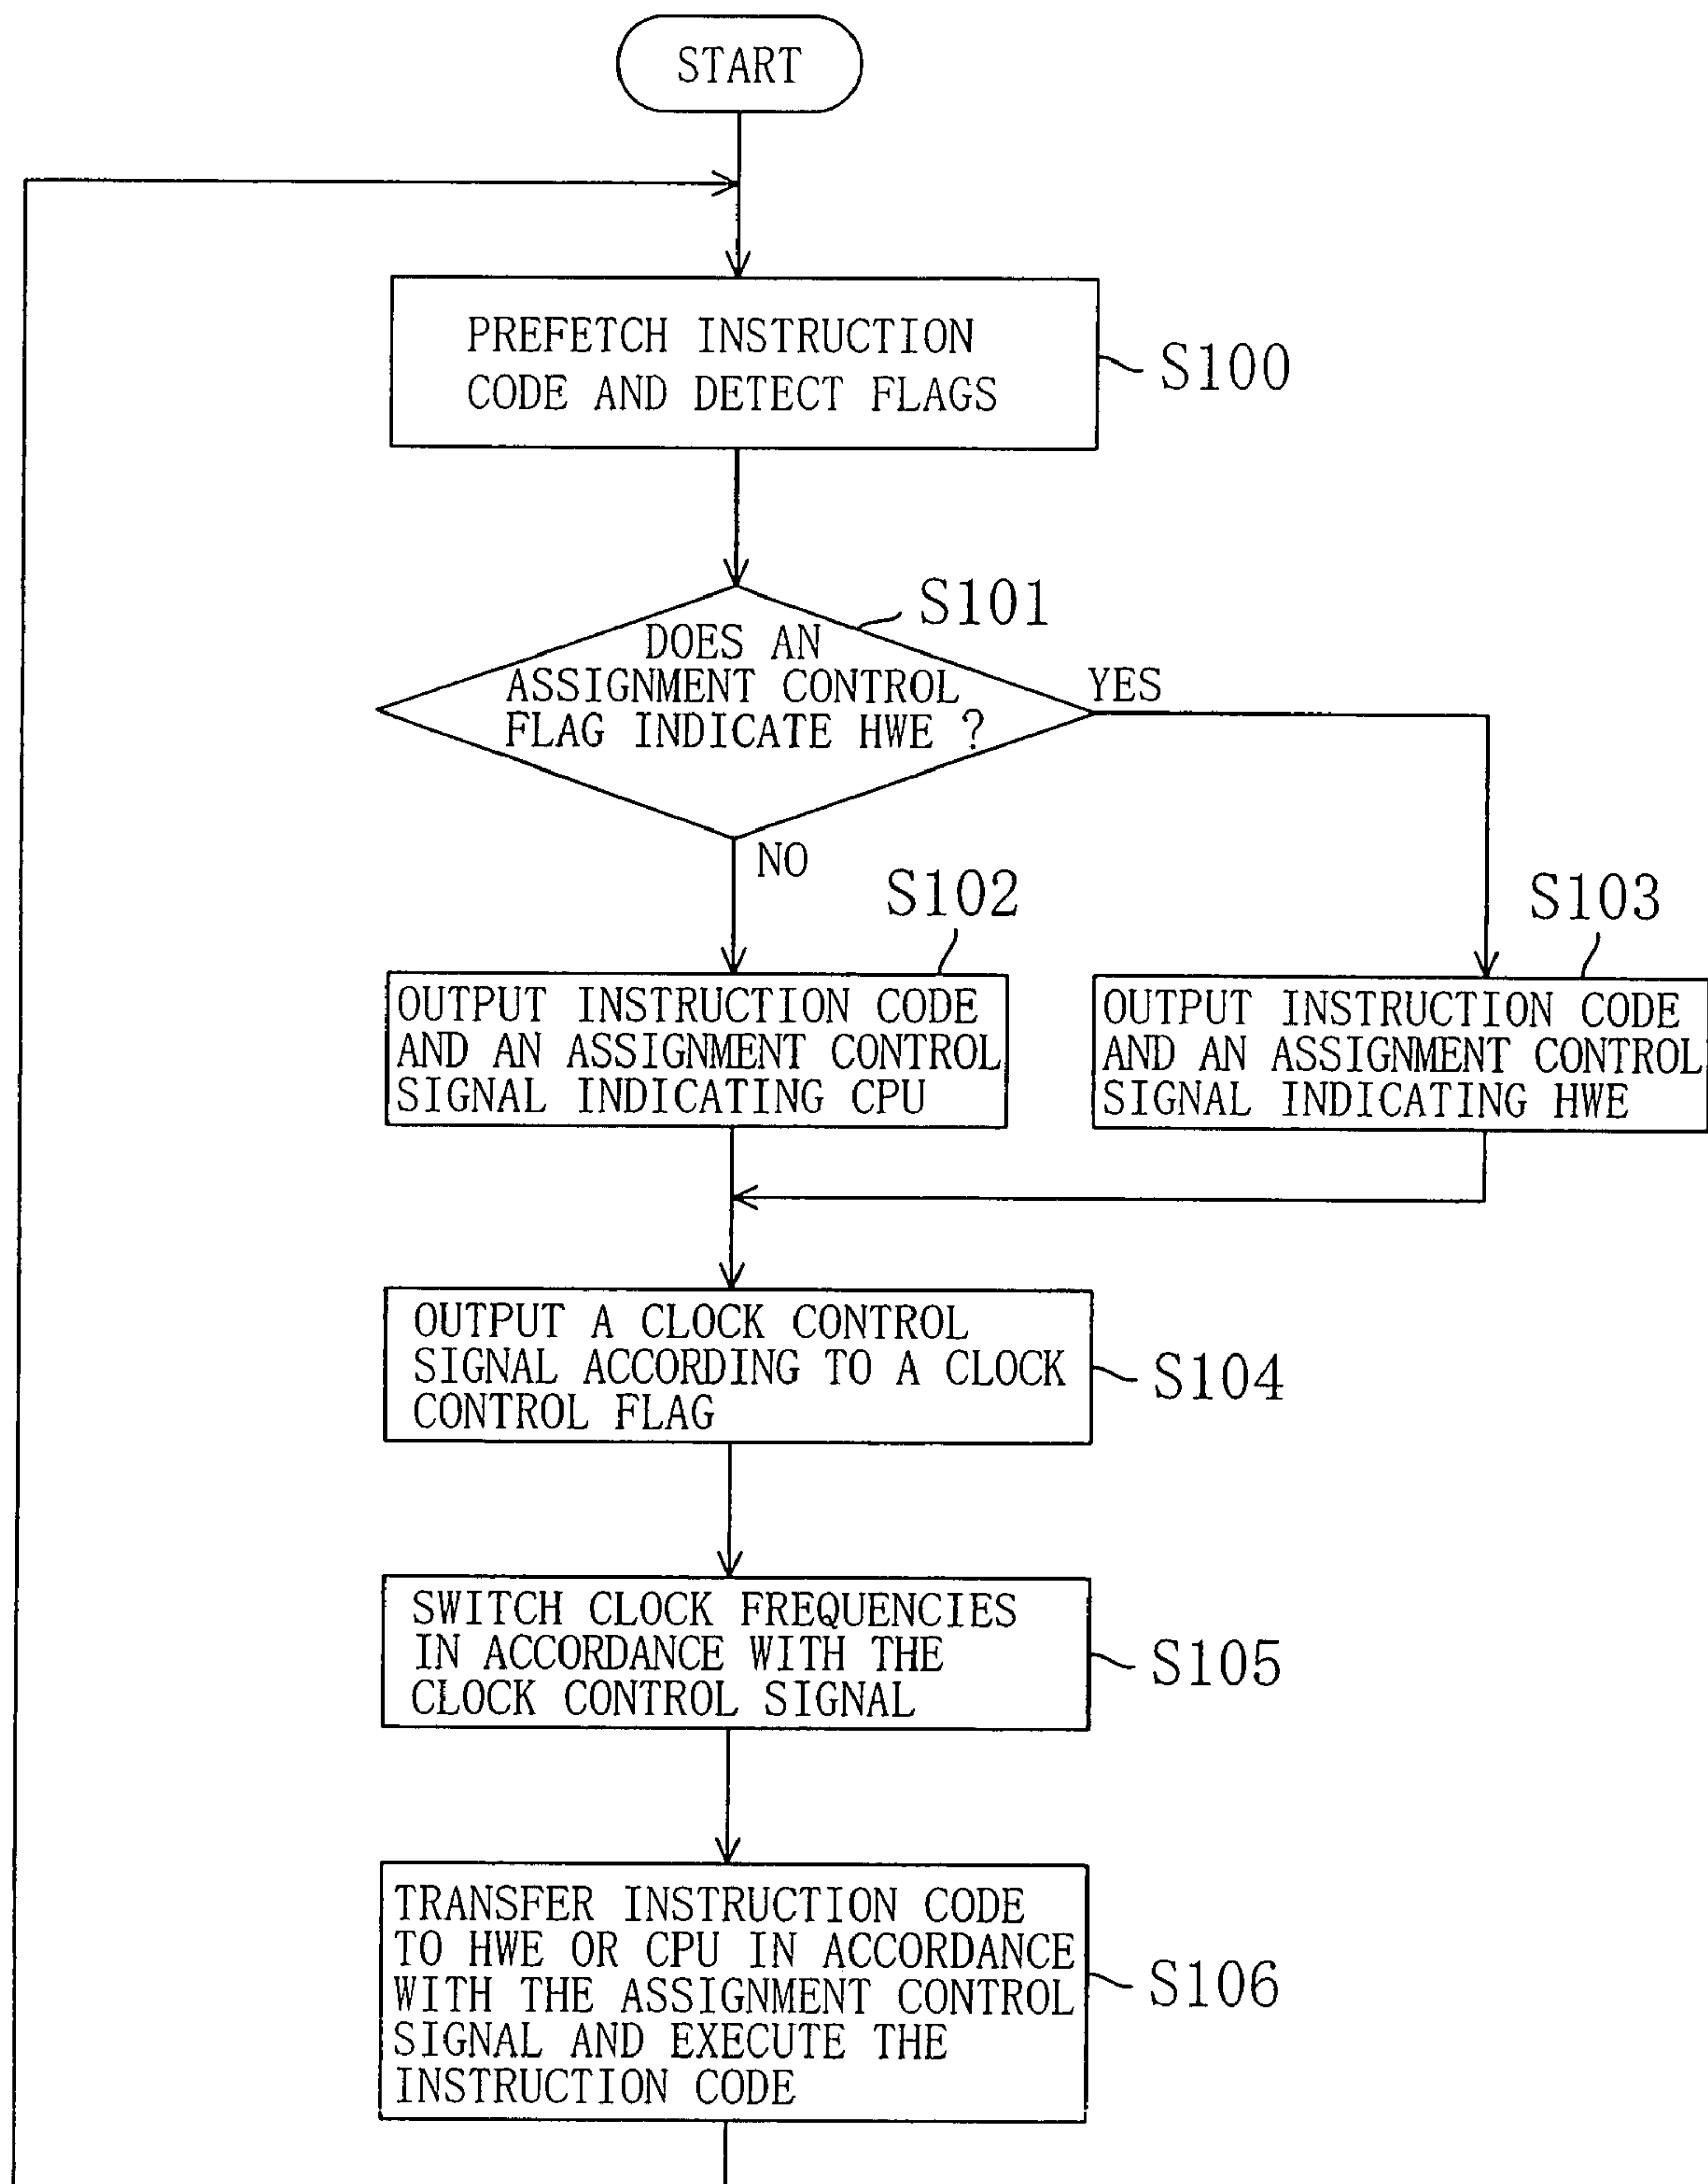 START
PREFETCH INSTRUCTION
CODE AND DETECT FLAGS
S100
S101
DOES AN
ASSIGNMENT CONTROL
FLAG INDICATE HWE ?
YES
NO
S102
S103
OUTPUT INSTRUCTION CODE
AND AN ASSIGNMENT CONTROL
SIGNAL INDICATING CPU
OUTPUT INSTRUCTION CODE
AND AN ASSIGNMENT CONTROL
SIGNAL INDICATING HWE
OUTPUT A CLOCK CONTROL
SIGNAL ACCORDING TO A CLOCK
CONTROL FLAG
S104
SWITCH CLOCK FREQUENCIES
IN ACCORDANCE WITH THE
CLOCK CONTROL SIGNAL
S105
TRANSFER INSTRUCTION CODE
TO HWE OR CPU IN ACCORDANCE
WITH THE ASSIGNMENT CONTROL
SIGNAL AND EXECUTE THE
INSTRUCTION CODE
S106